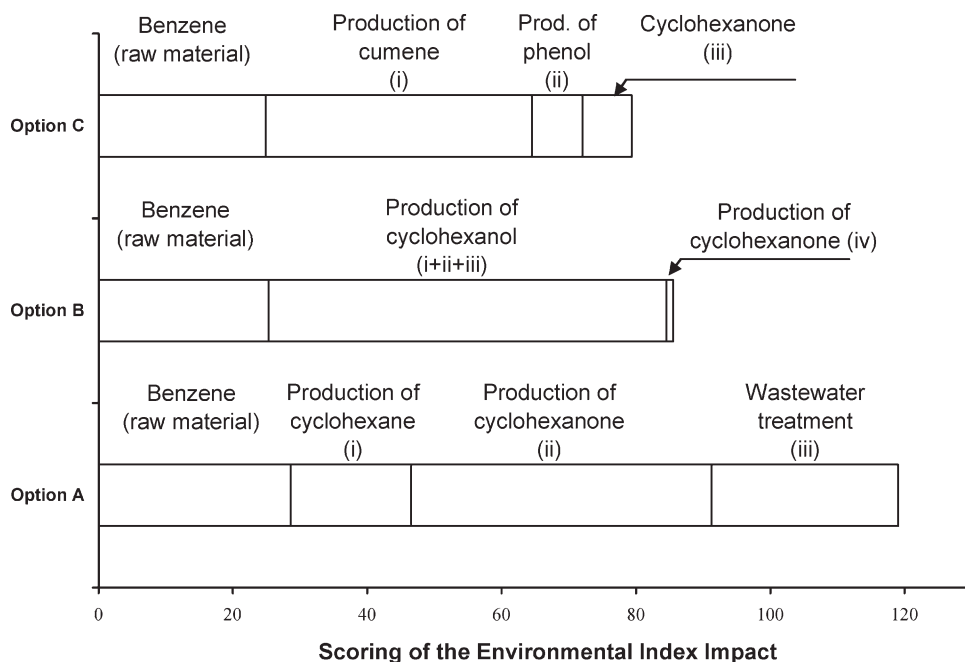 Benzene
(raw material)
Production of
cumene
(i)
Prod. of
phenol
(ii)
Cyclohexanone
(iii)
Option C
Benzene
(raw material)
Production of
cyclohexanol
(i+ii+iii)
Production of
cyclohexanone (iv)
Option B
Benzene
(raw material)
Production of
cyclohexane
(i)
Production of
cyclohexanone
(ii)
Wastewater
treatment
(iii)
Option A
0 20 40 60 80 100 120
Scoring of the Environmental Index Impact